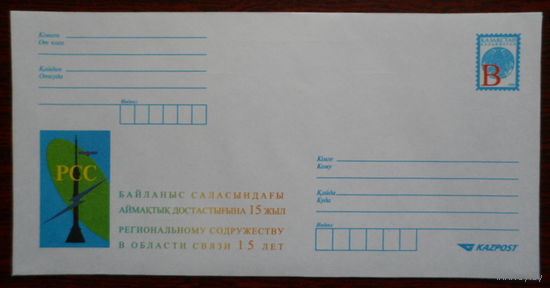 Кімнен
От кого
Қайдан
Откуда
Индекс
ҚАЗАҚСТАН
B
РСС
БАЙЛАНЫС САЛАСЫНДАҒЫ
АЙМАҚТЫҚ ДОСТАСТЫҒЫНА 15 ЖЫЛ
РЕГИОНАЛЬНОМУ СОДРУЖЕСТВУ
В ОБЛАСТИ СВЯЗИ 15 ЛЕТ
Кімге
Кому
Қайда
Куда
Индекс
KAZPOST